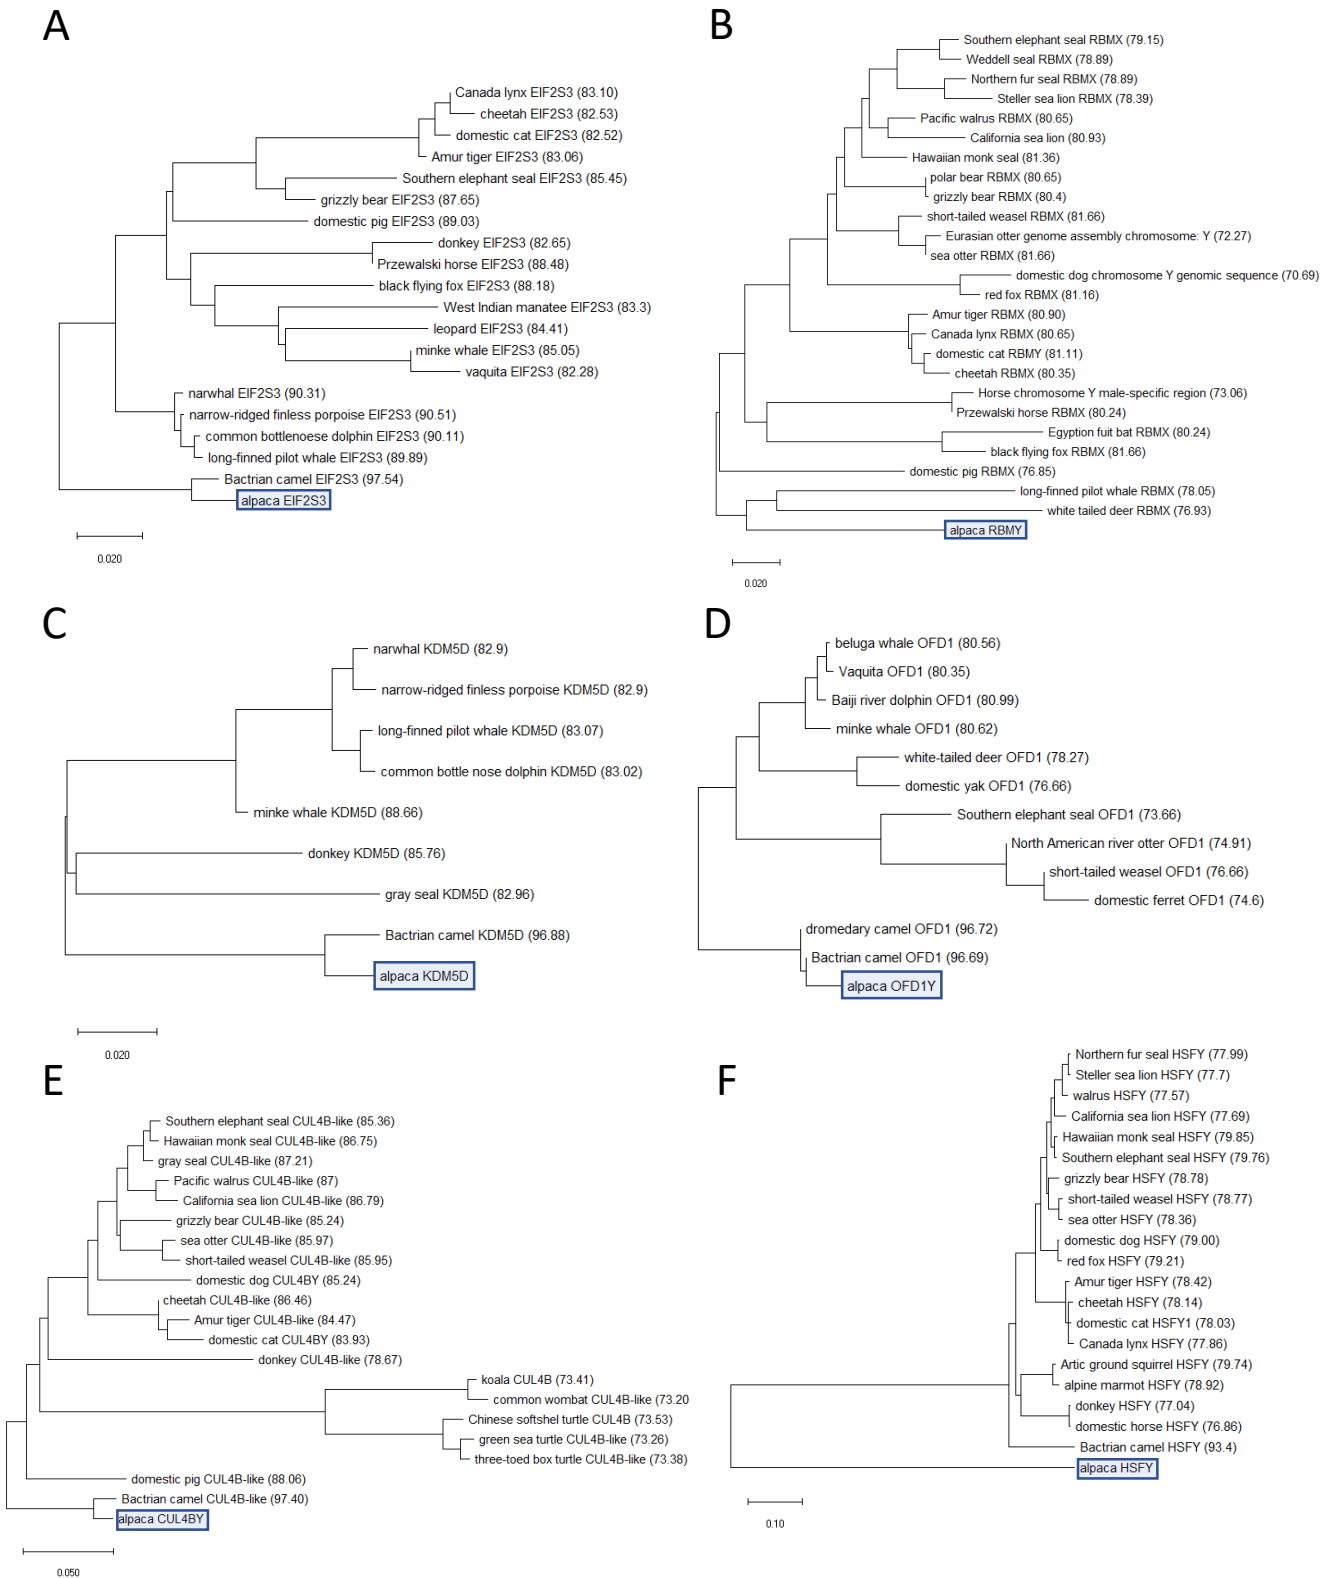 A
Canada lynx EIF2S3 (83.10)
cheetah EIF2S3 (82.53)
domestic cat EIF2S3 (82.52)
Amur tiger EIF2S3 (83.06)
Southern elephant seal EIF2S3 (85.45)
grizzly bear EIF2S3 (87.65)
domestic pig EIF2S3 (89.03)
donkey EIF2S3 (82.65)
Przewalski horse EIF2S3 (88.48)
black flying fox EIF2S3 (88.18)
West Indian manatee EIF2S3 (83.3)
leopard EIF2S3 (84.41)
minke whale EIF2S3 (85.05)
vaquita EIF2S3 (82.28)
narwhal EIF2S3 (90.31)
narrow-ridged finless porpoise EIF2S3 (90.51)
common bottlenoese dolphin EIF2S3 (90.11)
long-finned pilot whale EIF2S3 (89.89)
Bactrian camel EIF2S3 (97.54)
alpaca EIF2S3
0.020
B
Southern elephant seal RBMX (79.15)
Weddell seal RBMX (78.89)
Northern fur seal RBMX (78.89)
Steller sea lion RBMX (78.39)
Pacific walrus RBMX (80.65)
California sea lion (80.93)
Hawaiian monk seal (81.36)
polar bear RBMX (80.65)
grizzly bear RBMX (80.4)
short-tailed weasel RBMX (81.66)
Eurasian otter genome assembly chromosome: Y (72.27)
sea otter RBMX (81.66)
domestic dog chromosome Y genomic sequence (70.69)
red fox RBMX (81.16)
Amur tiger RBMX (80.90)
Canada lynx RBMX (80.65)
domestic cat RBMY (81.11)
cheetah RBMX (80.35)
Horse chromosome Y male-specific region (73.06)
Przewalski horse RBMX (80.24)
Egyption fuit bat RBMX (80.24)
black flying fox RBMX (81.66)
domestic pig RBMX (76.85)
long-finned pilot whale RBMX (78.05)
white tailed deer RBMX (76.93)
alpaca RBMY
0.020
C
narwhal KDM5D (82.9)
narrow-ridged finless porpoise KDM5D (82.9)
long-finned pilot whale KDM5D (83.07)
common bottle nose dolphin KDM5D (83.02)
minke whale KDM5D (88.66)
donkey KDM5D (85.76)
gray seal KDM5D (82.96)
Bactrian camel KDM5D (96.88)
alpaca KDM5D
0.020
D
beluga whale OFD1 (80.56)
Vaquita OFD1 (80.35)
Baiji river dolphin OFD1 (80.99)
minke whale OFD1 (80.62)
white-tailed deer OFD1 (78.27)
domestic yak OFD1 (76.66)
Southern elephant seal OFD1 (73.66)
North American river otter OFD1 (74.91)
short-tailed weasel OFD1 (76.66)
domestic ferret OFD1 (74.6)
dromedary camel OFD1 (96.72)
Bactrian camel OFD1 (96.69)
alpaca OFD1Y
E
Southern elephant seal CUL4B-like (85.36)
Hawaiian monk seal CUL4B-like (86.75)
gray seal CUL4B-like (87.21)
Pacific walrus CUL4B-like (87)
California sea lion CUL4B-like (86.79)
grizzly bear CUL4B-like (85.24)
sea otter CUL4B-like (85.97)
short-tailed weasel CUL4B-like (85.95)
domestic dog CUL4BY (85.24)
cheetah CUL4B-like (86.46)
Amur tiger CUL4B-like (84.47)
domestic cat CUL4BY (83.93)
donkey CUL4B-like (78.67)
koala CUL4B (73.41)
common wombat CUL4B-like (73.20
Chinese softshel turtle CUL4B (73.53)
green sea turtle CUL4B-like (73.26)
three-toed box turtle CUL4B-like (73.38)
domestic pig CUL4B-like (88.06)
Bactrian camel CUL4B-like (97.40)
alpaca CUL4BY
0.050
F
Northern fur seal HSFY (77.99)
Steller sea lion HSFY (77.7)
walrus HSFY (77.57)
California sea lion HSFY (77.69)
Hawaiian monk seal HSFY (79.85)
Southern elephant seal HSFY (79.76)
grizzly bear HSFY (78.78)
short-tailed weasel HSFY (78.77)
sea otter HSFY (78.36)
domestic dog HSFY (79.00)
red fox HSFY (79.21)
Amur tiger HSFY (78.42)
cheetah HSFY (78.14)
domestic cat HSFY1 (78.03)
Canada lynx HSFY (77.86)
Artic ground squirrel HSFY (79.74)
alpine marmot HSFY (78.92)
donkey HSFY (77.04)
domestic horse HSFY (76.86)
Bactrian camel HSFY (93.4)
alpaca HSFY
0.10